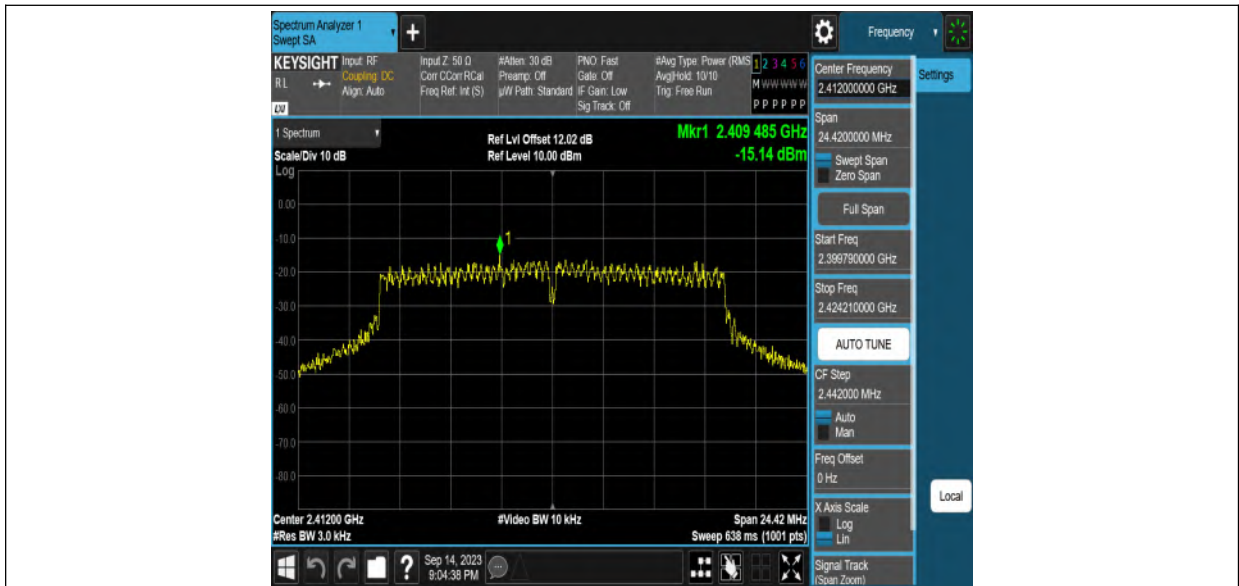 Spectrum Analyzer 1
Swept SA
+
Frequency
KEYSIGHT
RL
LXI
Input: RF
Coupling: DC
Align: Auto
Input Z: 50 Ω
Corr CCorr RCal
Freq Ref: Int (S)
#Atten: 30 dB
Preamp: Off
µW Path: Standard
PNO: Fast
Gate: Off
IF Gain: Low
Sig Track: Off
#Avg Type: Power (RMS
Avg|Hold: 10/10
Trig: Free Run
1 2 3 4 5 6
M W W W W W
P P P P P P
1 Spectrum
Scale/Div 10 dB
Log
Ref Lvl Offset 12.02 dB
Ref Level 10.00 dBm
Mkr1 2.409 485 GHz
-15.14 dBm
0.00
-10.0
-20.0
-30.0
-40.0
-50.0
-60.0
-70.0
-80.0
1
Center 2.41200 GHz
#Res BW 3.0 kHz
#Video BW 10 kHz
Span 24.42 MHz
Sweep 638 ms (1001 pts)
Center Frequency
2.412000000 GHz
Span
24.4200000 MHz
Swept Span
Zero Span
Full Span
Start Freq
2.399790000 GHz
Stop Freq
2.424210000 GHz
AUTO TUNE
CF Step
2.442000 MHz
Auto
Man
Freq Offset
0 Hz
X Axis Scale
Log
Lin
Signal Track
(Span Zoom)
Settings
Local
?
Sep 14, 2023
9:04:38 PM